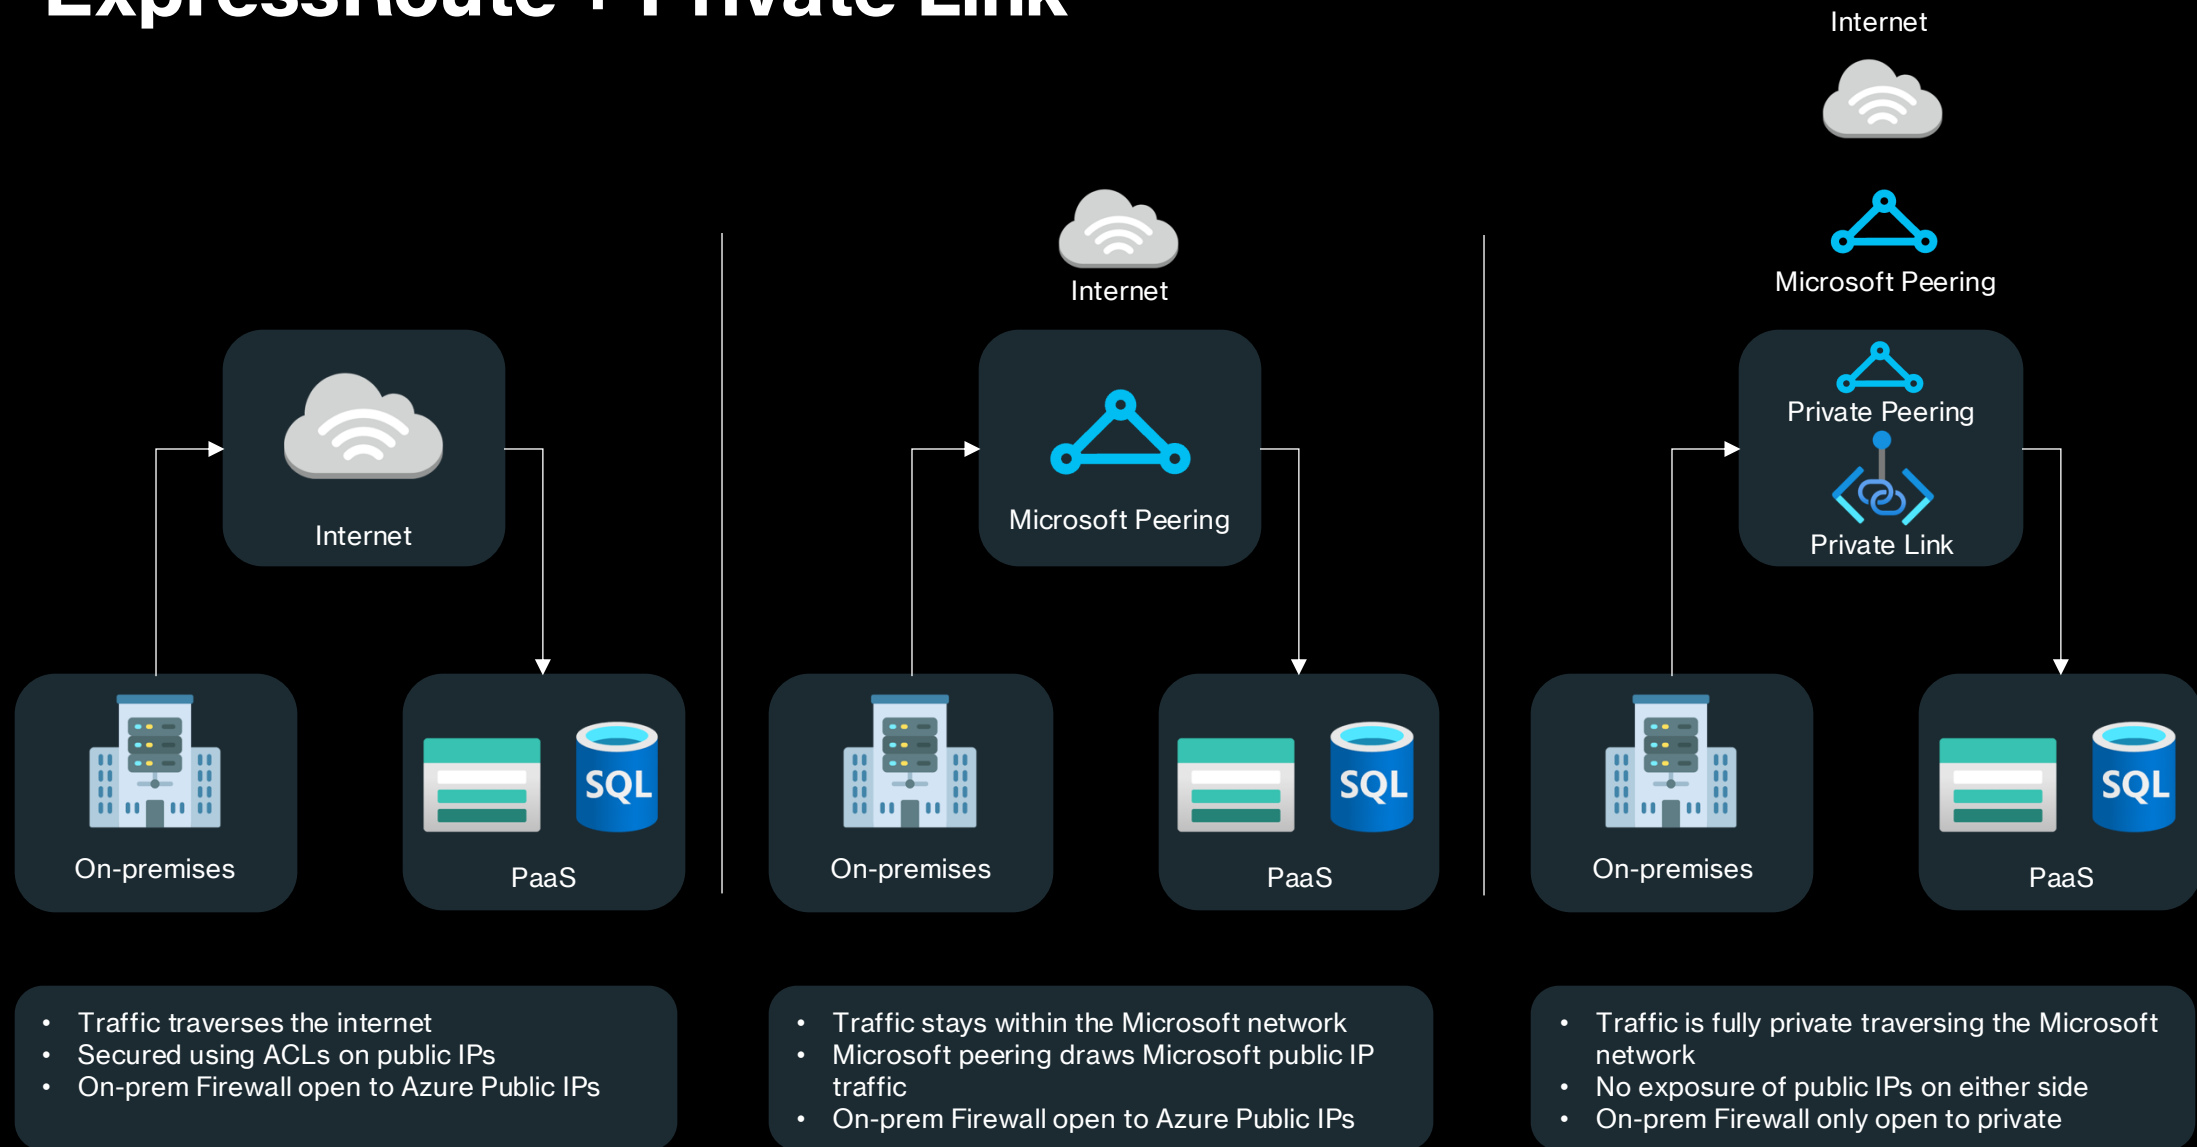 ExpressRoute + Private Link
Internet
Internet
Microsoft Peering
Internet
Microsoft Peering
Private Peering
Private Link
SQL
On-premises
PaaS
SQL
On-premises
PaaS
SQL
On-premises
PaaS
• Traffic traverses the internet
• Secured using ACLs on public IPs
• On-prem Firewall open to Azure Public IPs
• Traffic stays within the Microsoft network
• Microsoft peering draws Microsoft public IP
traffic
• On-prem Firewall open to Azure Public IPs
• Traffic is fully private traversing the Microsoft
network
• No exposure of public IPs on either side
• On-prem Firewall only open to private